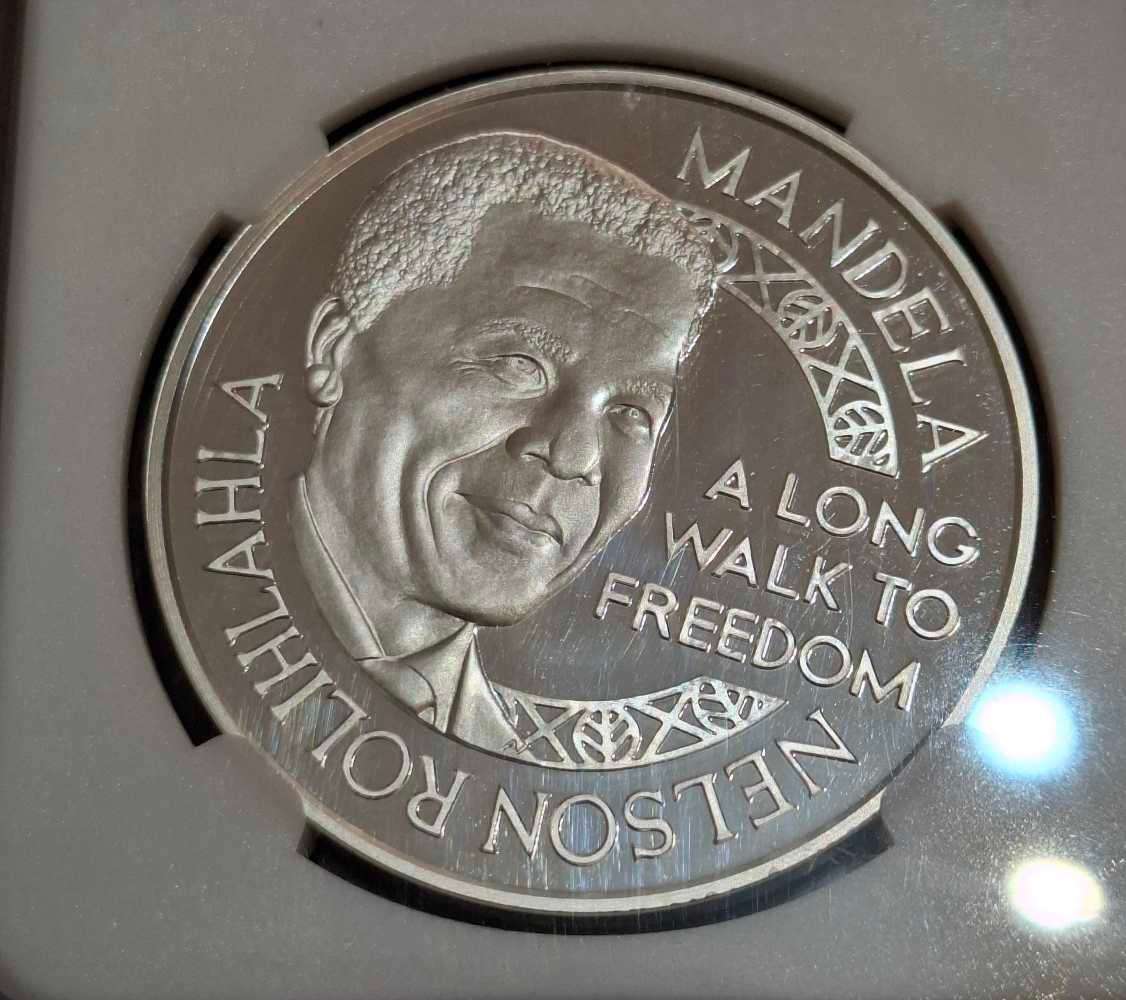 NELSON ROLIHLAHLA MANDELA
A LONG
WALK TO
FREEDOM